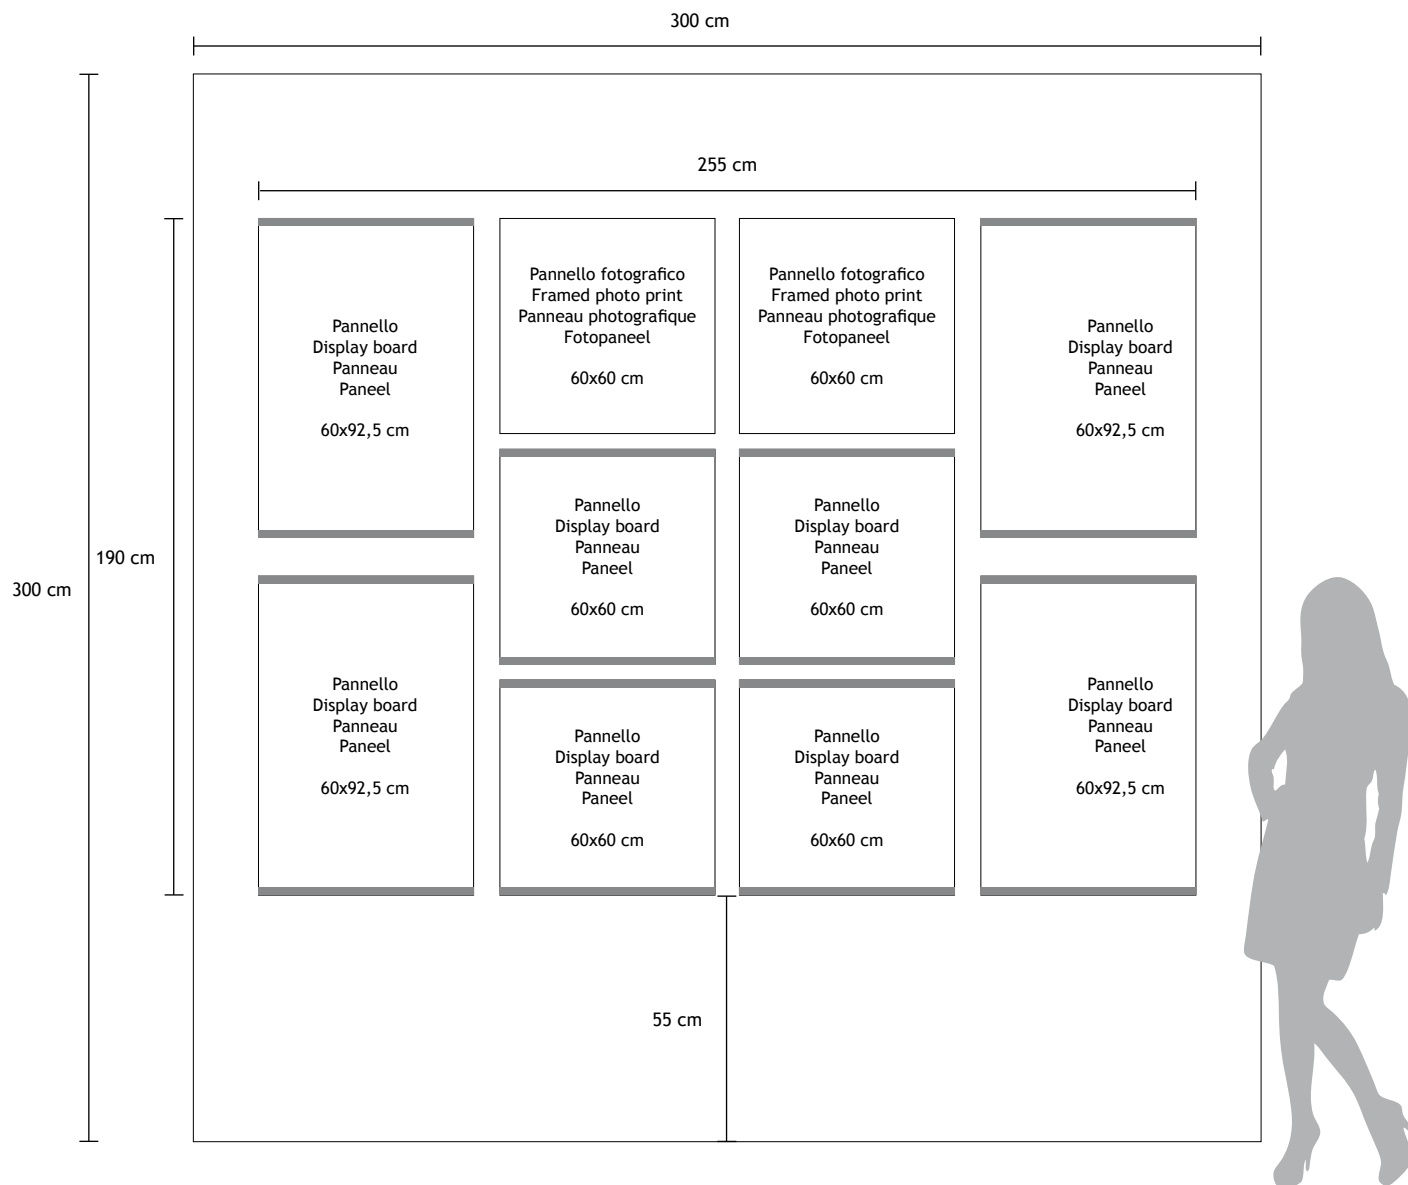 300 cm
255 cm
Pannello
Display board
Panneau
Paneel
60x92,5 cm
Pannello fotografico
Framed photo print
Panneau photografique
Fotopaneel
60x60 cm
Pannello fotografico
Framed photo print
Panneau photografique
Fotopaneel
60x60 cm
Pannello
Display board
Panneau
Paneel
60x92,5 cm
Pannello
Display board
Panneau
Paneel
60x60 cm
Pannello
Display board
Panneau
Paneel
60x60 cm
190 cm
300 cm
Pannello
Display board
Panneau
Paneel
60x92,5 cm
Pannello
Display board
Panneau
Paneel
60x60 cm
Pannello
Display board
Panneau
Paneel
60x60 cm
Pannello
Display board
Panneau
Paneel
60x92,5 cm
55 cm